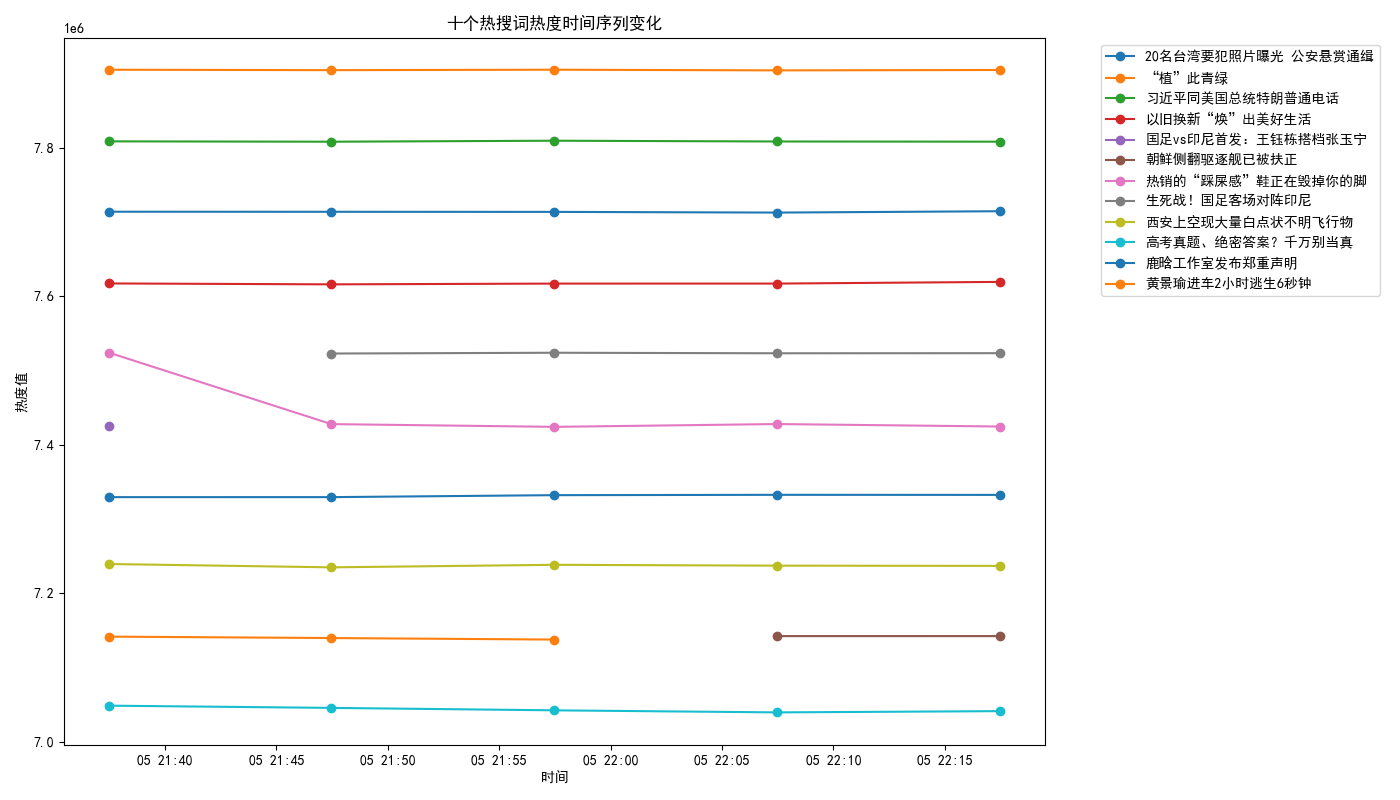 十个热搜词热度时间序列变化
1e6
7.8
7.6
7.4
7.2
7.0
热度值
05 21:40 05 21:45 05 21:50 05 21:55 05 22:00 05 22:05 05 22:10 05 22:15
时间
20名台湾要犯照片曝光 公安悬赏通缉
“植”此青绿
习近平同美国总统特朗普通电话
以旧换新“焕”出美好生活
国足vs印尼首发：王钰栋搭档张玉宁
朝鲜侧翻驱逐舰已被扶正
热销的“踩屎感”鞋正在毁掉你的脚
生死战！国足客场对阵印尼
西安上空现大量白点状不明飞行物
高考真题、绝密答案？千万别当真
鹿晗工作室发布郑重声明
黄景瑜进车2小时逃生6秒钟